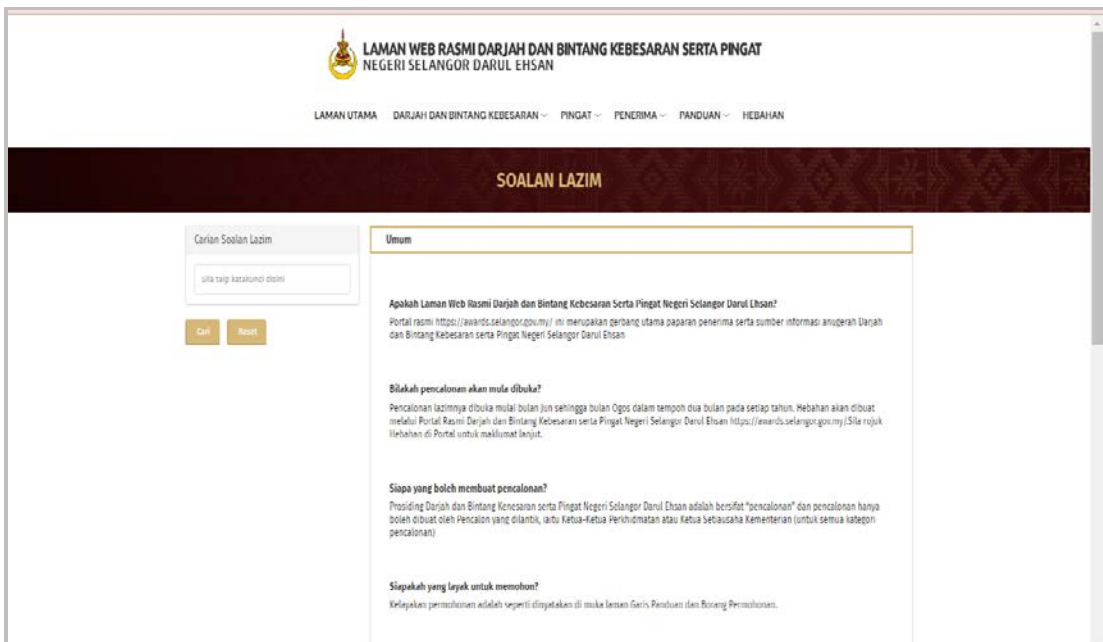 LAMAN WEB RASMI DARJAH DAN BINTANG KEBESARAN SERTA PINGAT
NEGERI SELANGOR DARUL EHSAN
LAMAN UTAMA DARJAH DAN BINTANG KEBESARAN PINGAT PENERIMA PANDUAN HEBAHAN
SOALAN LAZIM
Carian Soalan Lazim
sila taip katakunci disini
Cari Reset
Umum
Apakah Laman Web Rasmi Darjah dan Bintang Kebesaran Serta Pingat Negeri Selangor Darul Ehsan?
Portal rasmi https://awards.selangor.gov.my/ ini merupakan gerbang utama paparan penerima serta sumber informasi anugerah Darjah
dan Bintang Kebesaran serta Pingat Negeri Selangor Darul Ehsan
Bilakah pencalonan akan mula dibuka?
Pencalonan lazimnya dibuka mulai bulan Jun sehingga bulan Ogos dalam tempoh dua bulan pada setiap tahun. Hebahan akan dibuat
melalui Portal Rasmi Darjah dan Bintang Kebesaran serta Pingat Negeri Selangor Darul Ehsan https://awards.selangor.gov.my/.Sila rujuk
Hebahan di Portal untuk maklumat lanjut.
Siapa yang boleh membuat pencalonan?
Prosiding Darjah dan Bintang Kenesaran serta Pingat Negeri Selangor Darul Ehsan adalah bersifat "pencalonan" dan pencalonan hanya
boleh dibuat oleh Pencalon yang dilantik, iaitu Ketua-Ketua Perkhidmatan atau Ketua Setiausaha Kementerian (untuk semua kategori
pencalonan)
Siapakah yang layak untuk memohon?
Kelayakan permohonan adalah seperti dinyatakan di muka laman Garis Panduan dan Borang Permohonan.